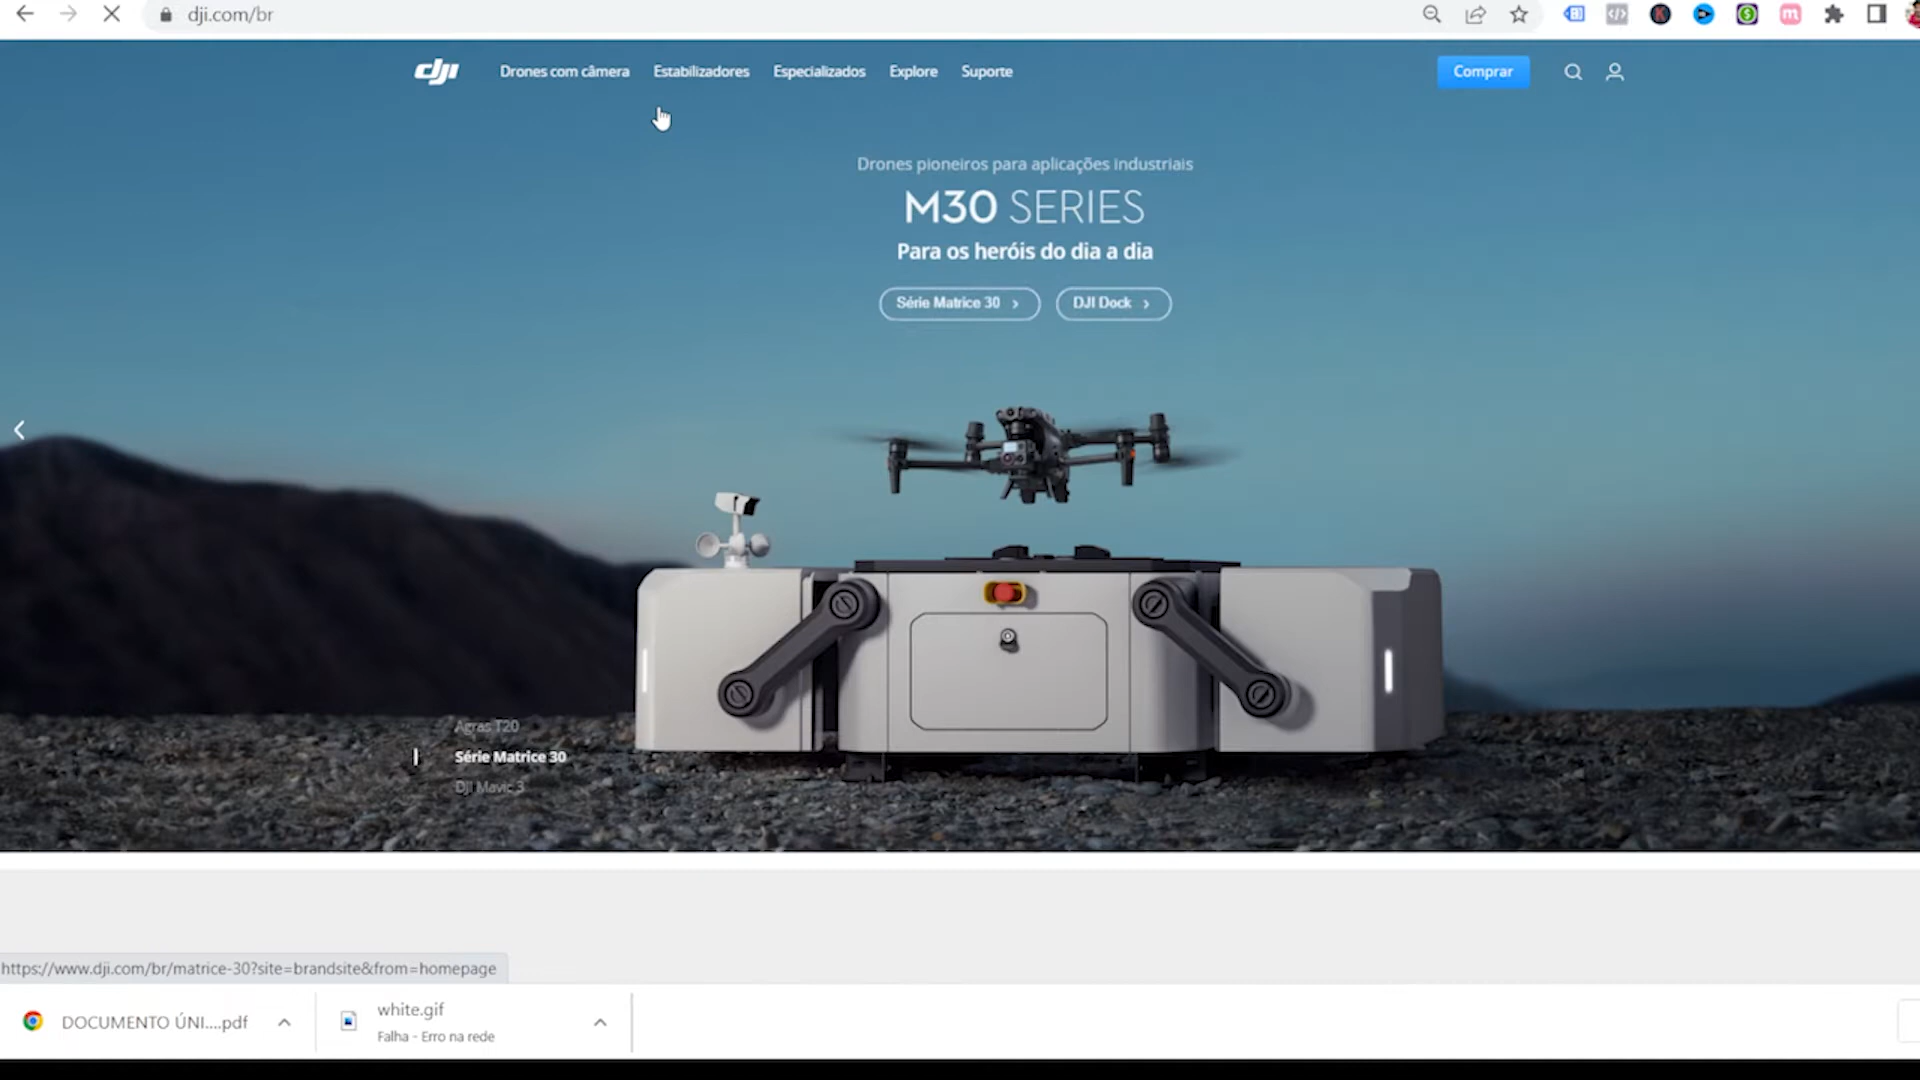 dji.com/br
dji
Drones com câmera
Estabilizadores
Especializados
Explore
Suporte
Comprar
Drones pioneiros para aplicações industriais
M30 SERIES
Para os heróis do dia a dia
Série Matrice 30 >
DJI Dock >
Agras T20
Série Matrice 30
DJI Mavic 3
https://www.dji.com/br/matrice-30?site=brandsite&from=homepage
DOCUMENTO ÚNI....pdf
white.gif
Falha - Erro na rede